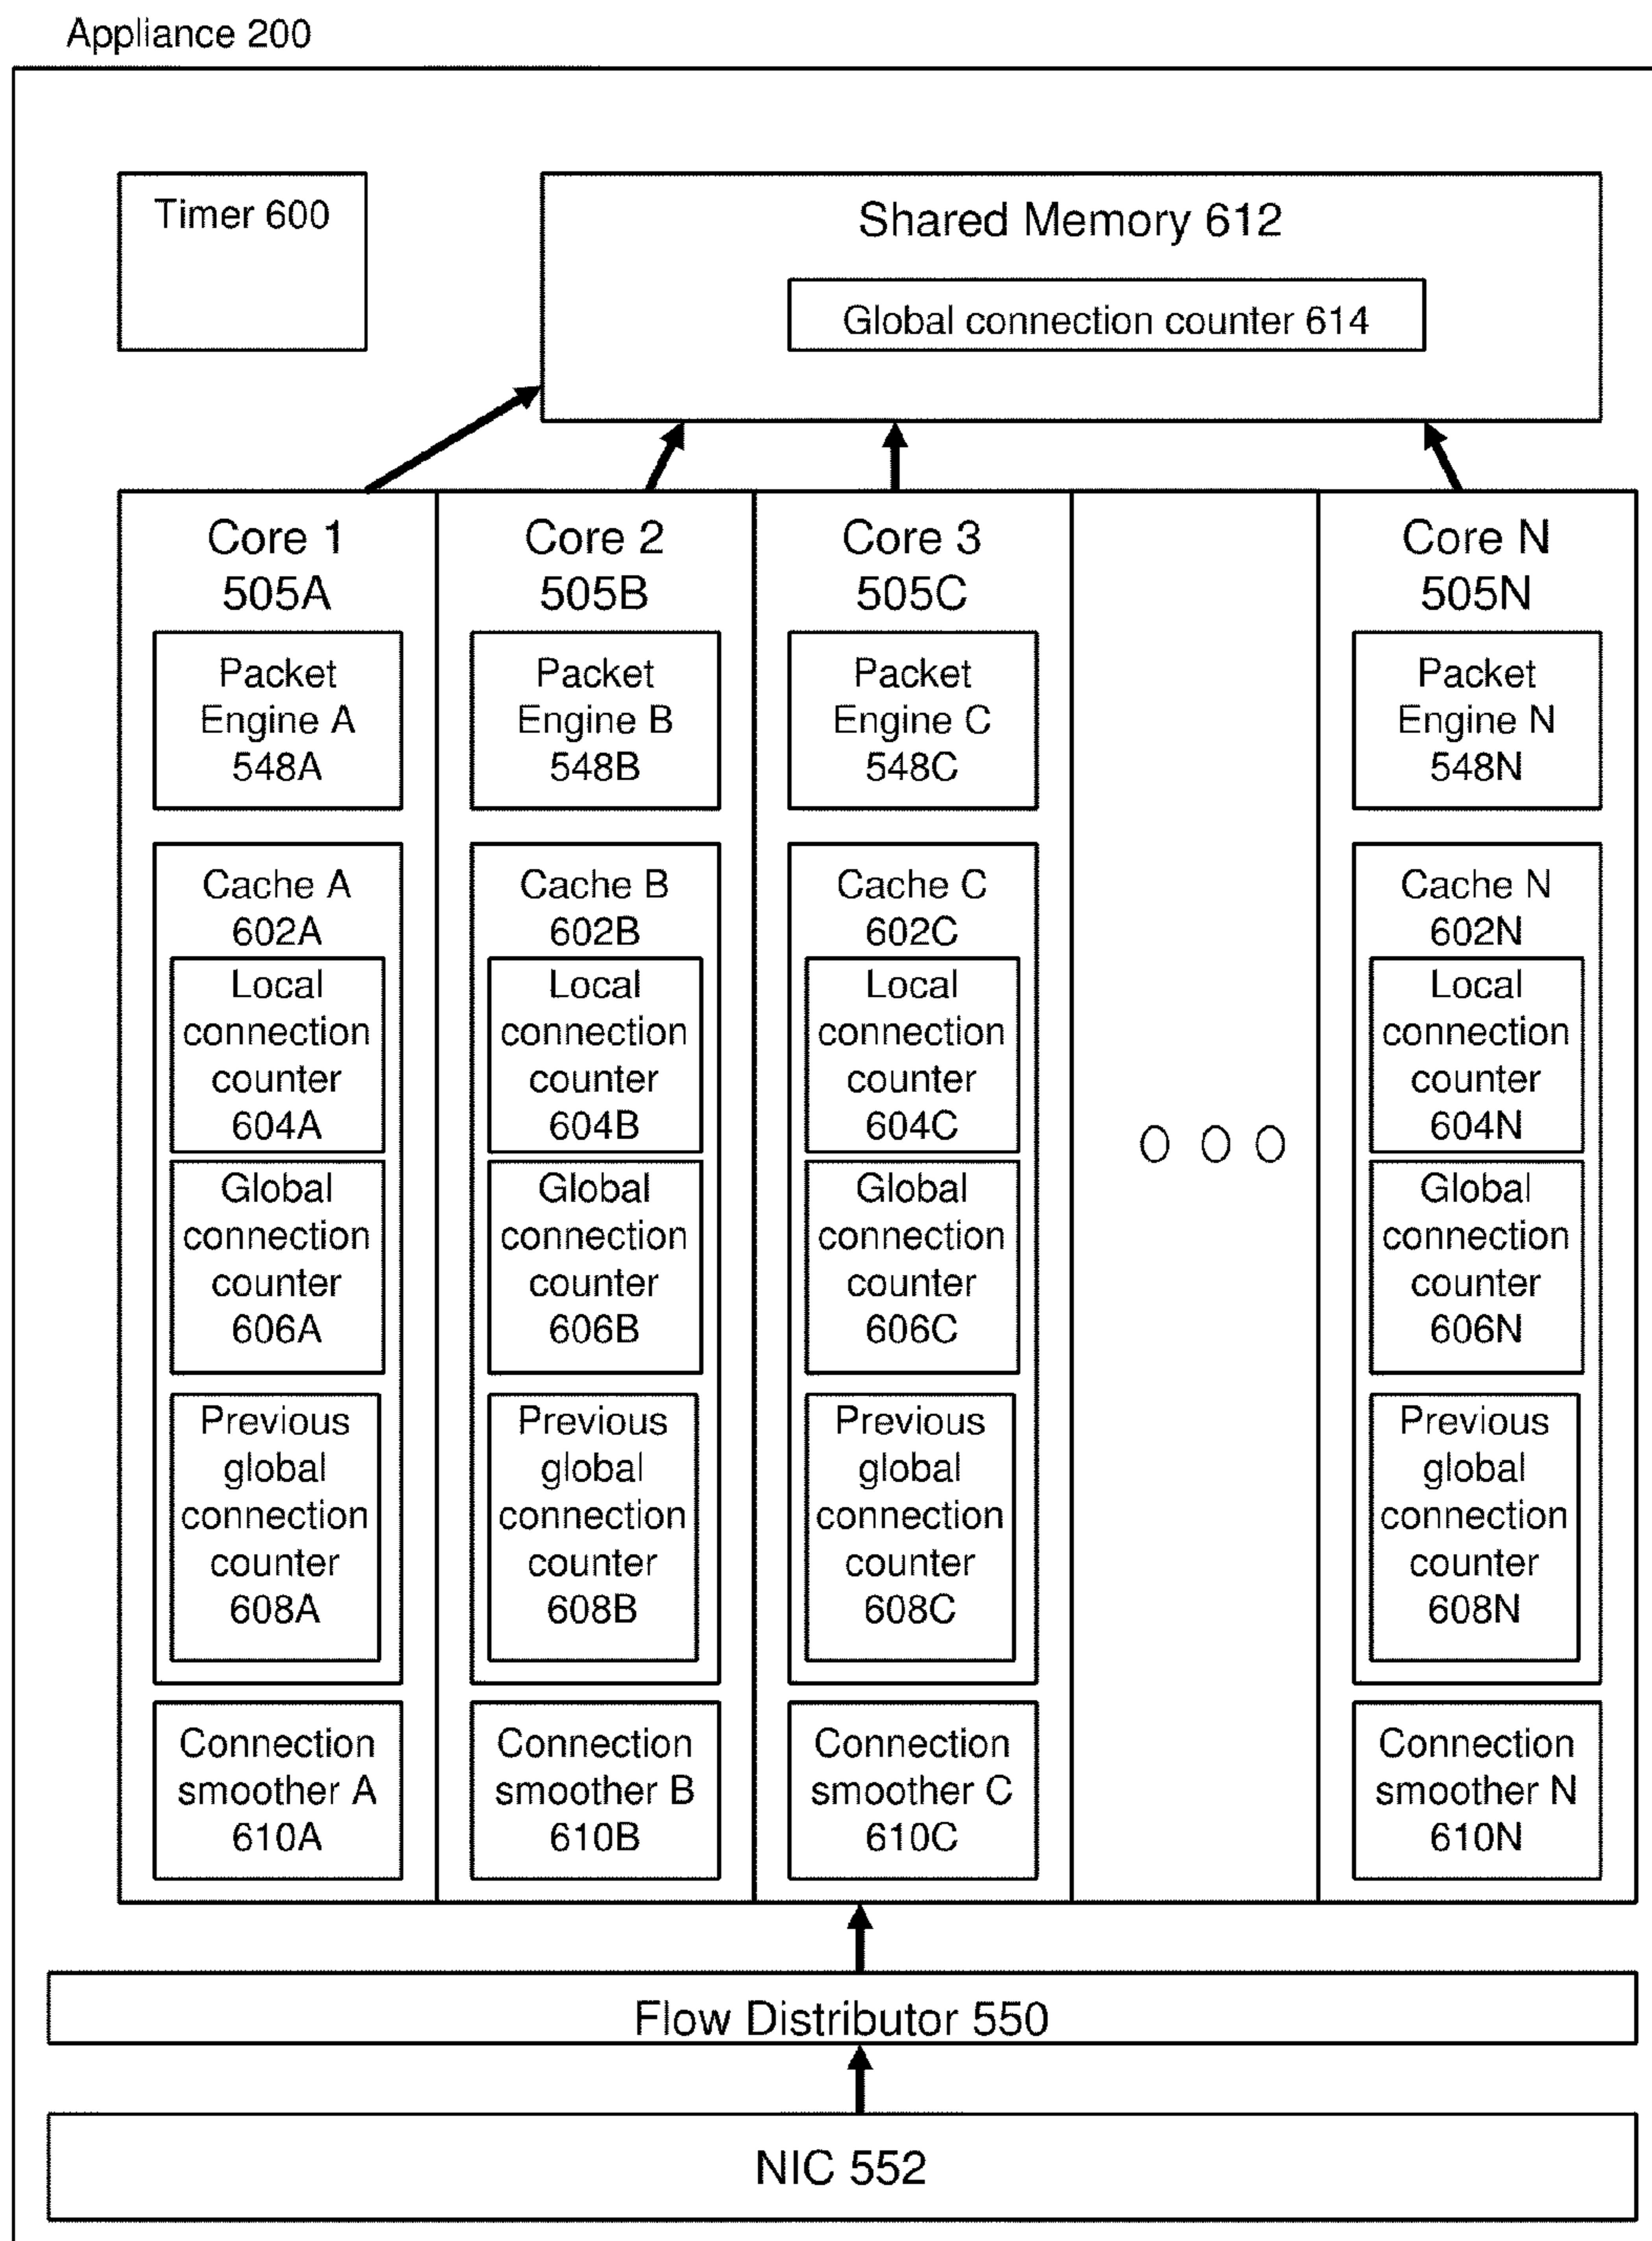 Appliance 200
Timer 600
Shared Memory 612
Global connection counter 614
Core 1
505A
Packet
Engine A
548A
Cache A
602A
Local
connection
counter
604A
Global
connection
counter
606A
Previous
global
connection
counter
608A
Connection
smoother A
610A
Core 2
505B
Packet
Engine B
548B
Cache B
602B
Local
connection
counter
604B
Global
connection
counter
606B
Previous
global
connection
counter
608B
Connection
smoother B
610B
Core 3
505C
Packet
Engine C
548C
Cache C
602C
Local
connection
counter
604C
Global
connection
counter
606C
Previous
global
connection
counter
608C
Connection
smoother C
610C
Core N
505N
Packet
Engine N
548N
Cache N
602N
Local
connection
counter
604N
Global
connection
counter
606N
Previous
global
connection
counter
608N
Connection
smoother N
610N
Flow Distributor 550
NIC 552